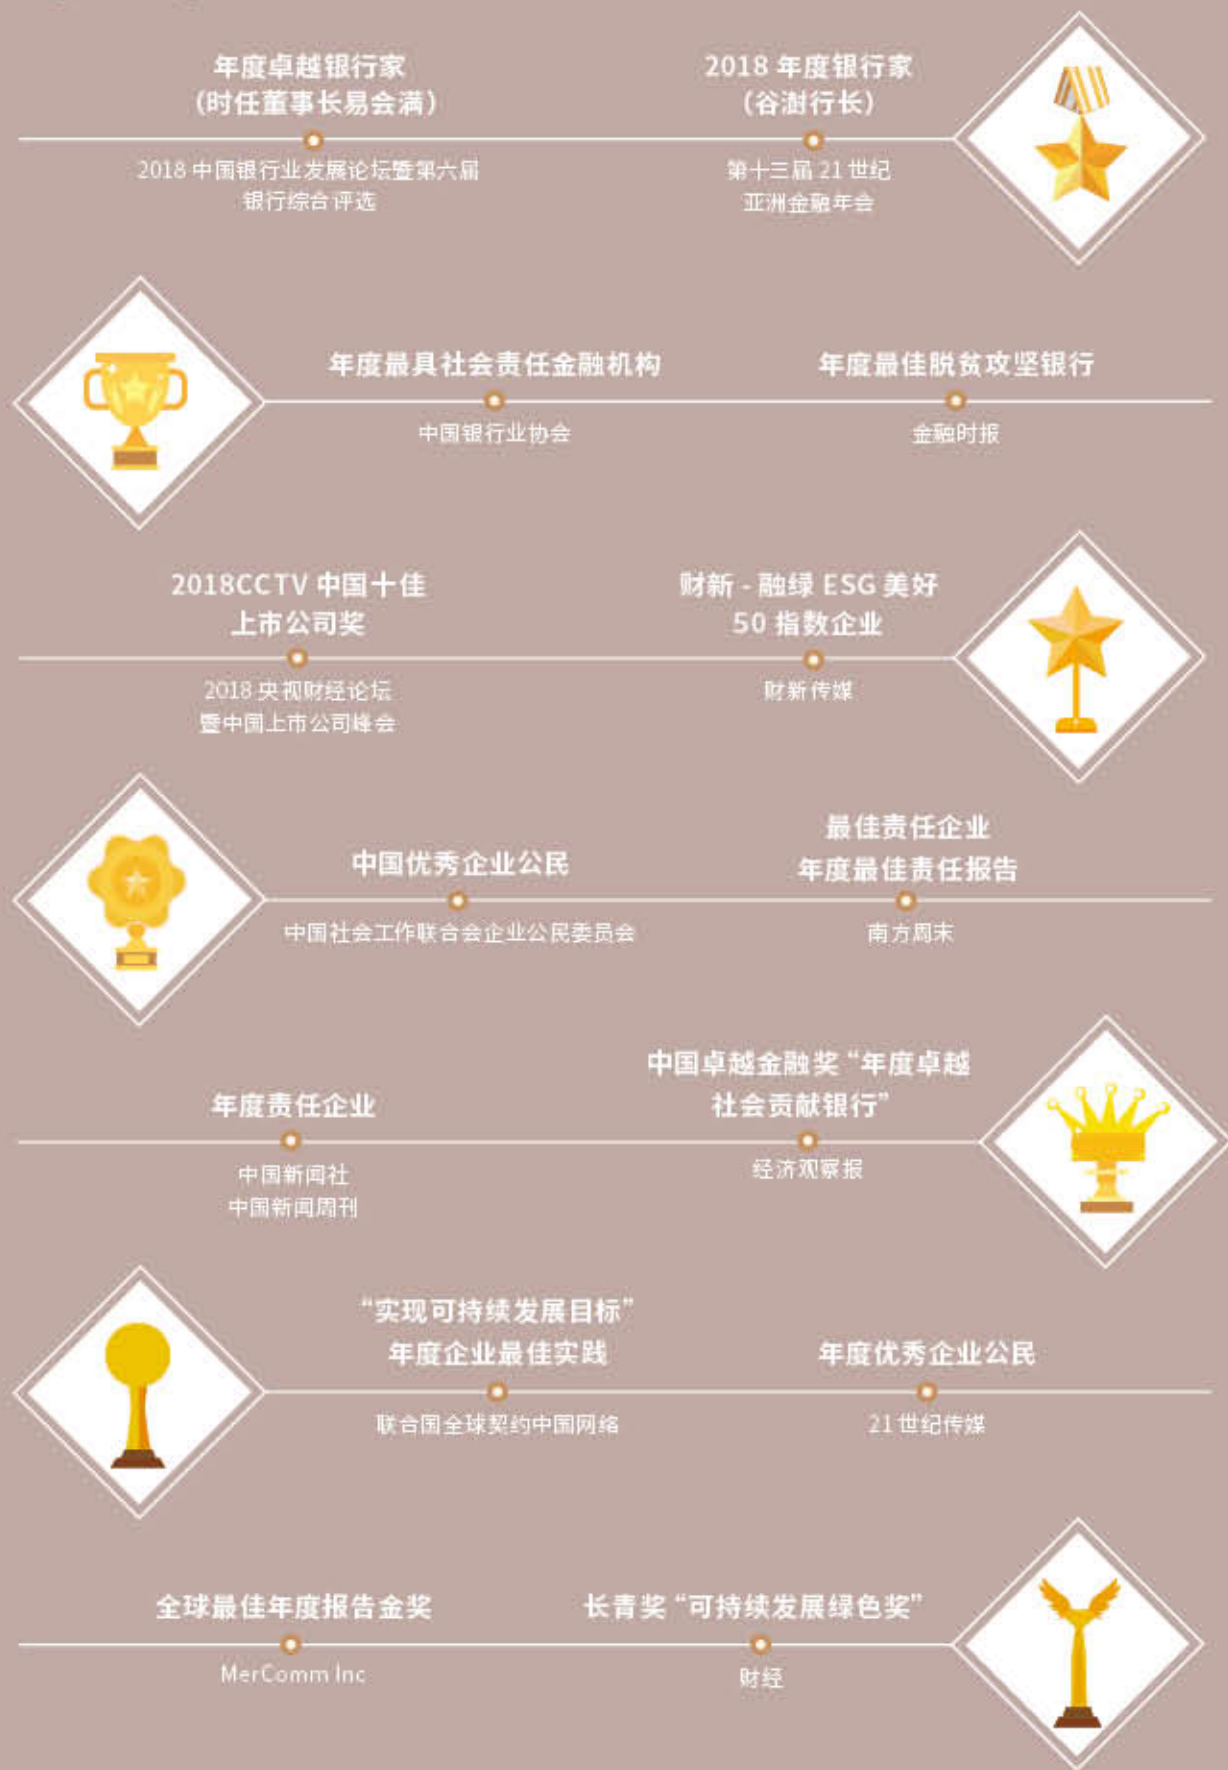 年度卓越银行家
（时任董事长易会满）
2018 中国银行业发展论坛暨第六届
银行综合评选
2018 年度银行家
（谷澍行长）
第十三届 21 世纪
亚洲金融年会
年度最具社会责任金融机构
中国银行业协会
年度最佳脱贫攻坚银行
金融时报
2018CCTV 中国十佳
上市公司奖
2018 央视财经论坛
暨中国上市公司峰会
财新 - 融绿 ESG 美好
50 指数企业
财新传媒
中国优秀企业公民
中国社会工作联合会企业公民委员会
最佳责任企业
年度最佳责任报告
南方周末
年度责任企业
中国新闻社
中国新闻周刊
中国卓越金融奖 “年度卓越
社会贡献银行”
经济观察报
“实现可持续发展目标”
年度企业最佳实践
联合国全球契约中国网络
年度优秀企业公民
21 世纪传媒
全球最佳年度报告金奖
MerComm Inc
长青奖 “可持续发展绿色奖”
财经